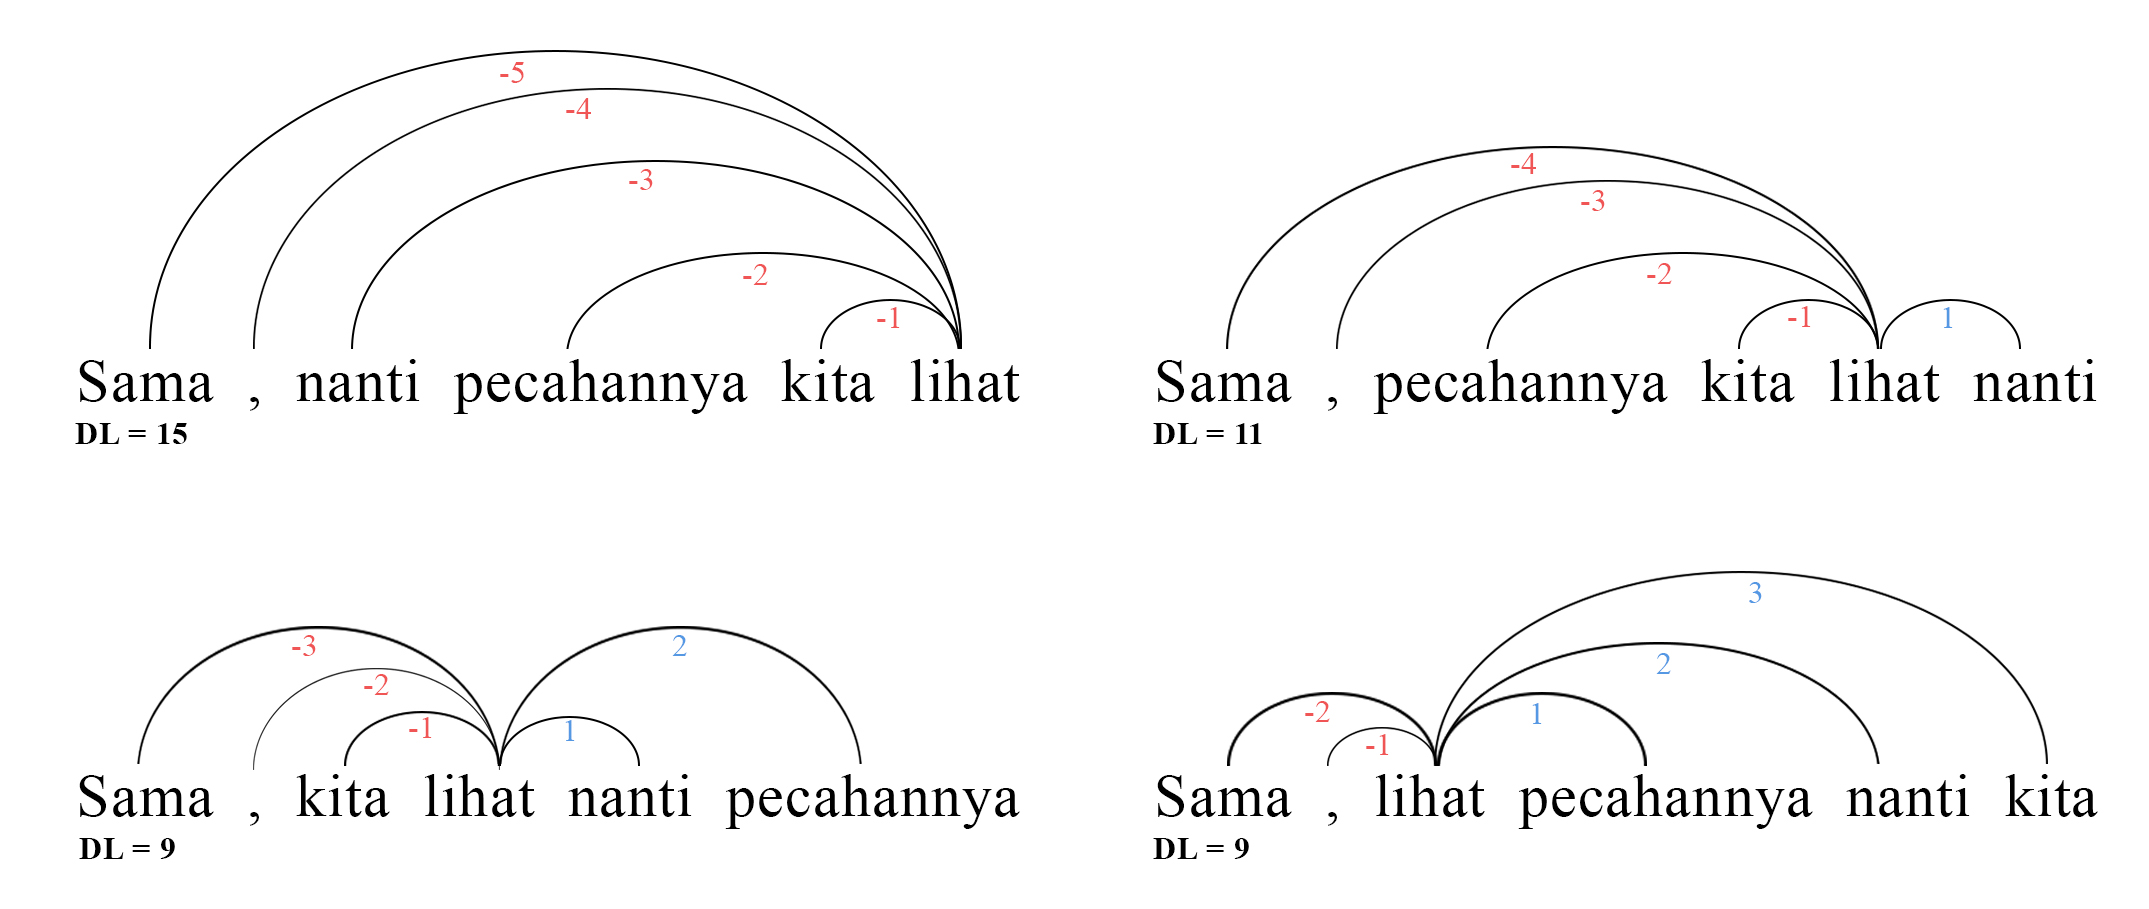 -5
-4
-3
-2
-1
Sama , nanti pecahannya kita lihat
DL = 15
-4
-3
-2
-1 1
Sama , pecahannya kita lihat nanti
DL = 11
-3 2
-2
-1 1
Sama , kita lihat nanti pecahannya
DL = 9
3
2
-2 1
-1
Sama , lihat pecahannya nanti kita
DL = 9